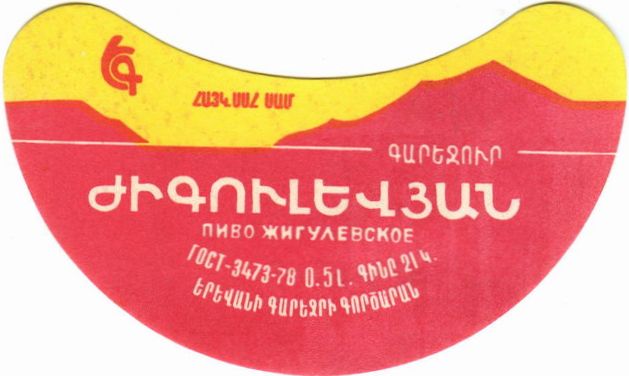 ՀԱՅԿ. ՍՍՀ ՍԱՄ
ԳԱՐԵՋՈՒՐ
ԺԻԳՈՒԼԵՎՅԱՆ
ПИВО ЖИГУЛЕВСКОЕ
ГОСТ-3473-78 0.5 Լ. ԳԻՆԸ 21 Կ.
ԵՐԵՎԱՆԻ ԳԱՐԵՋՐԻ ԳՈՐԾԱՐԱՆ